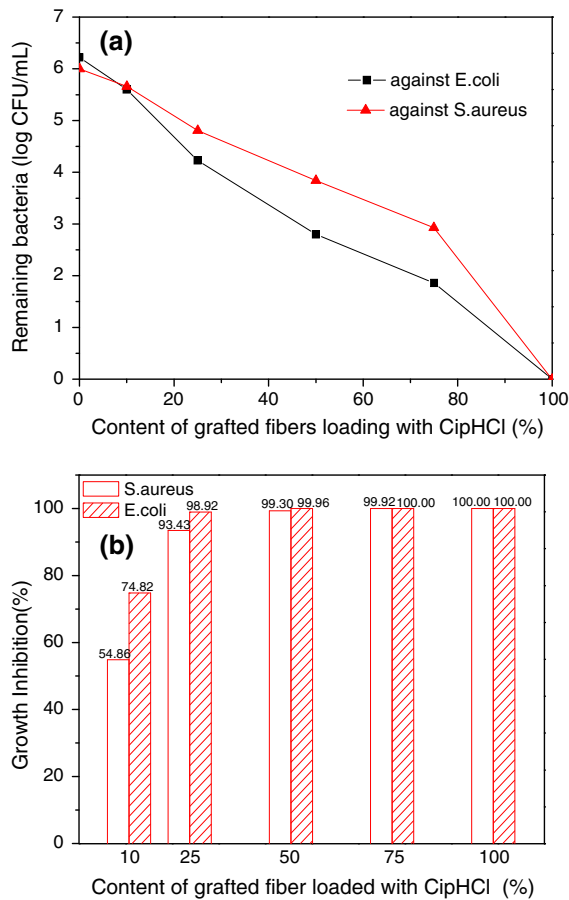 (a)
7
6
5
4
3
2
1
0
Remaining bacteria (log CFU/mL)
against E.coli
against S.aureus
0 20 40 60 80 100
Content of grafted fibers loading with CipHCl (%)
S.aureus
E.coli
(b)
100
80
60
40
20
0
Growth Inhibition(%)
54.86
74.82
93.43
98.92
99.30 99.96
99.92 100.00
100.00 100.00
10 25 50 75 100
Content of grafted fiber loaded with CipHCl (%)